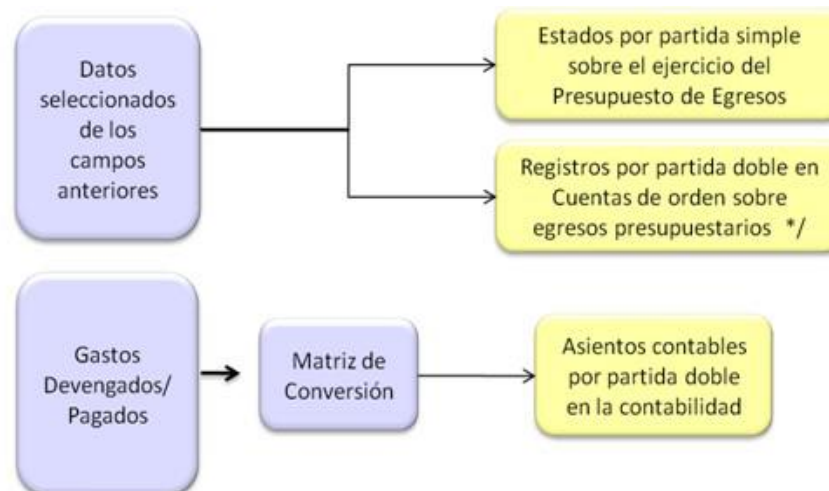 Datos
seleccionados
de los
campos
anteriores
Estados por partida simple
sobre el ejercicio del
Presupuesto de Egresos
Registros por partida doble en
Cuentas de orden sobre
egresos presupuestarios */
Gastos
Devengados/
Pagados
Matriz de
Conversión
Asientos contables
por partida doble
en la contabilidad